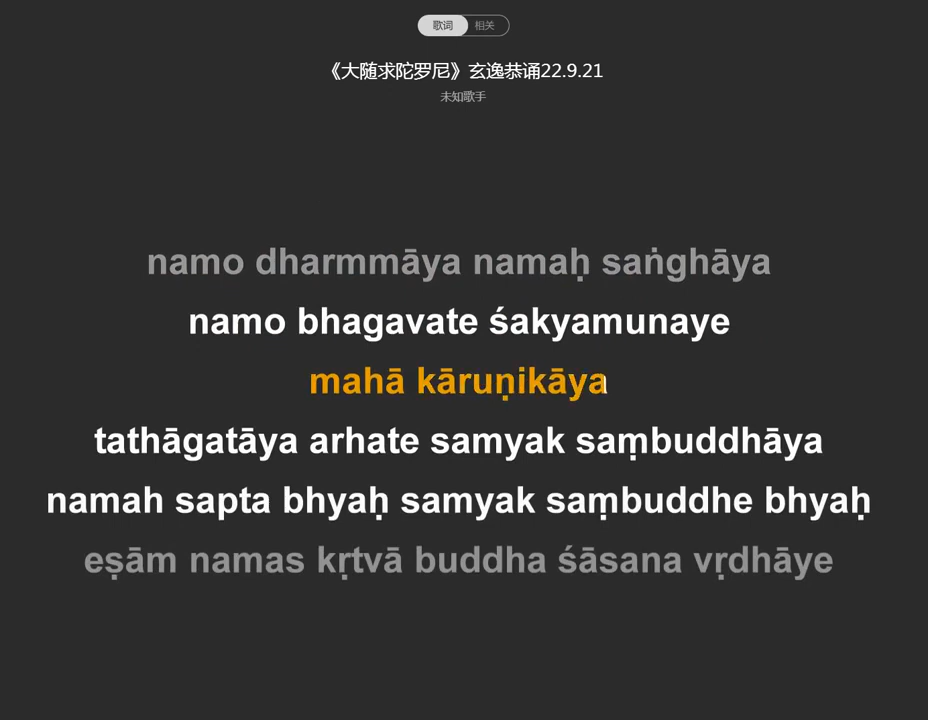 歌词 相关
《大随求陀罗尼》玄逸恭诵22.9.21
未知歌手
namo dharmmāya namaḥ saṅghāya
namo bhagavate śakyamunaye
mahā kāruṇikāya
tathāgatāya arhate samyak saṃbuddhāya
namah sapta bhyaḥ samyak saṃbuddhe bhyaḥ
eṣām namas kṛtvā buddha śāsana vṛdhāye